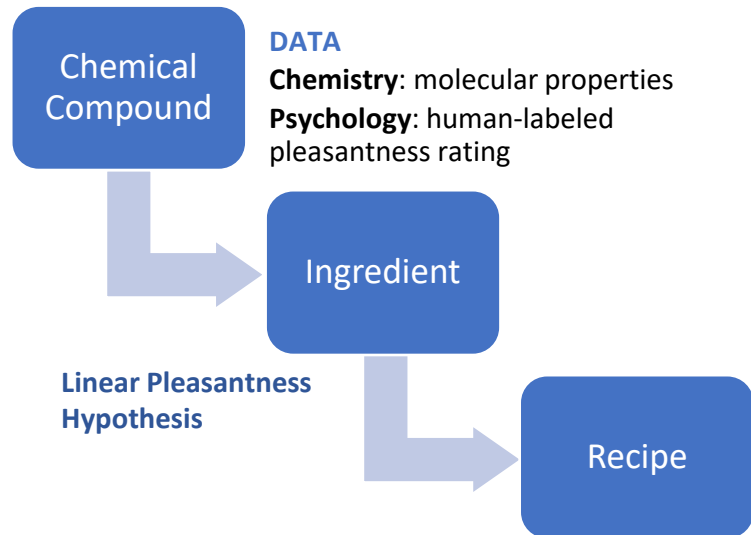 Chemical
Compound
DATA
Chemistry: molecular properties
Psychology: human-labeled
pleasantness rating
Ingredient
Linear Pleasantness
Hypothesis
Recipe